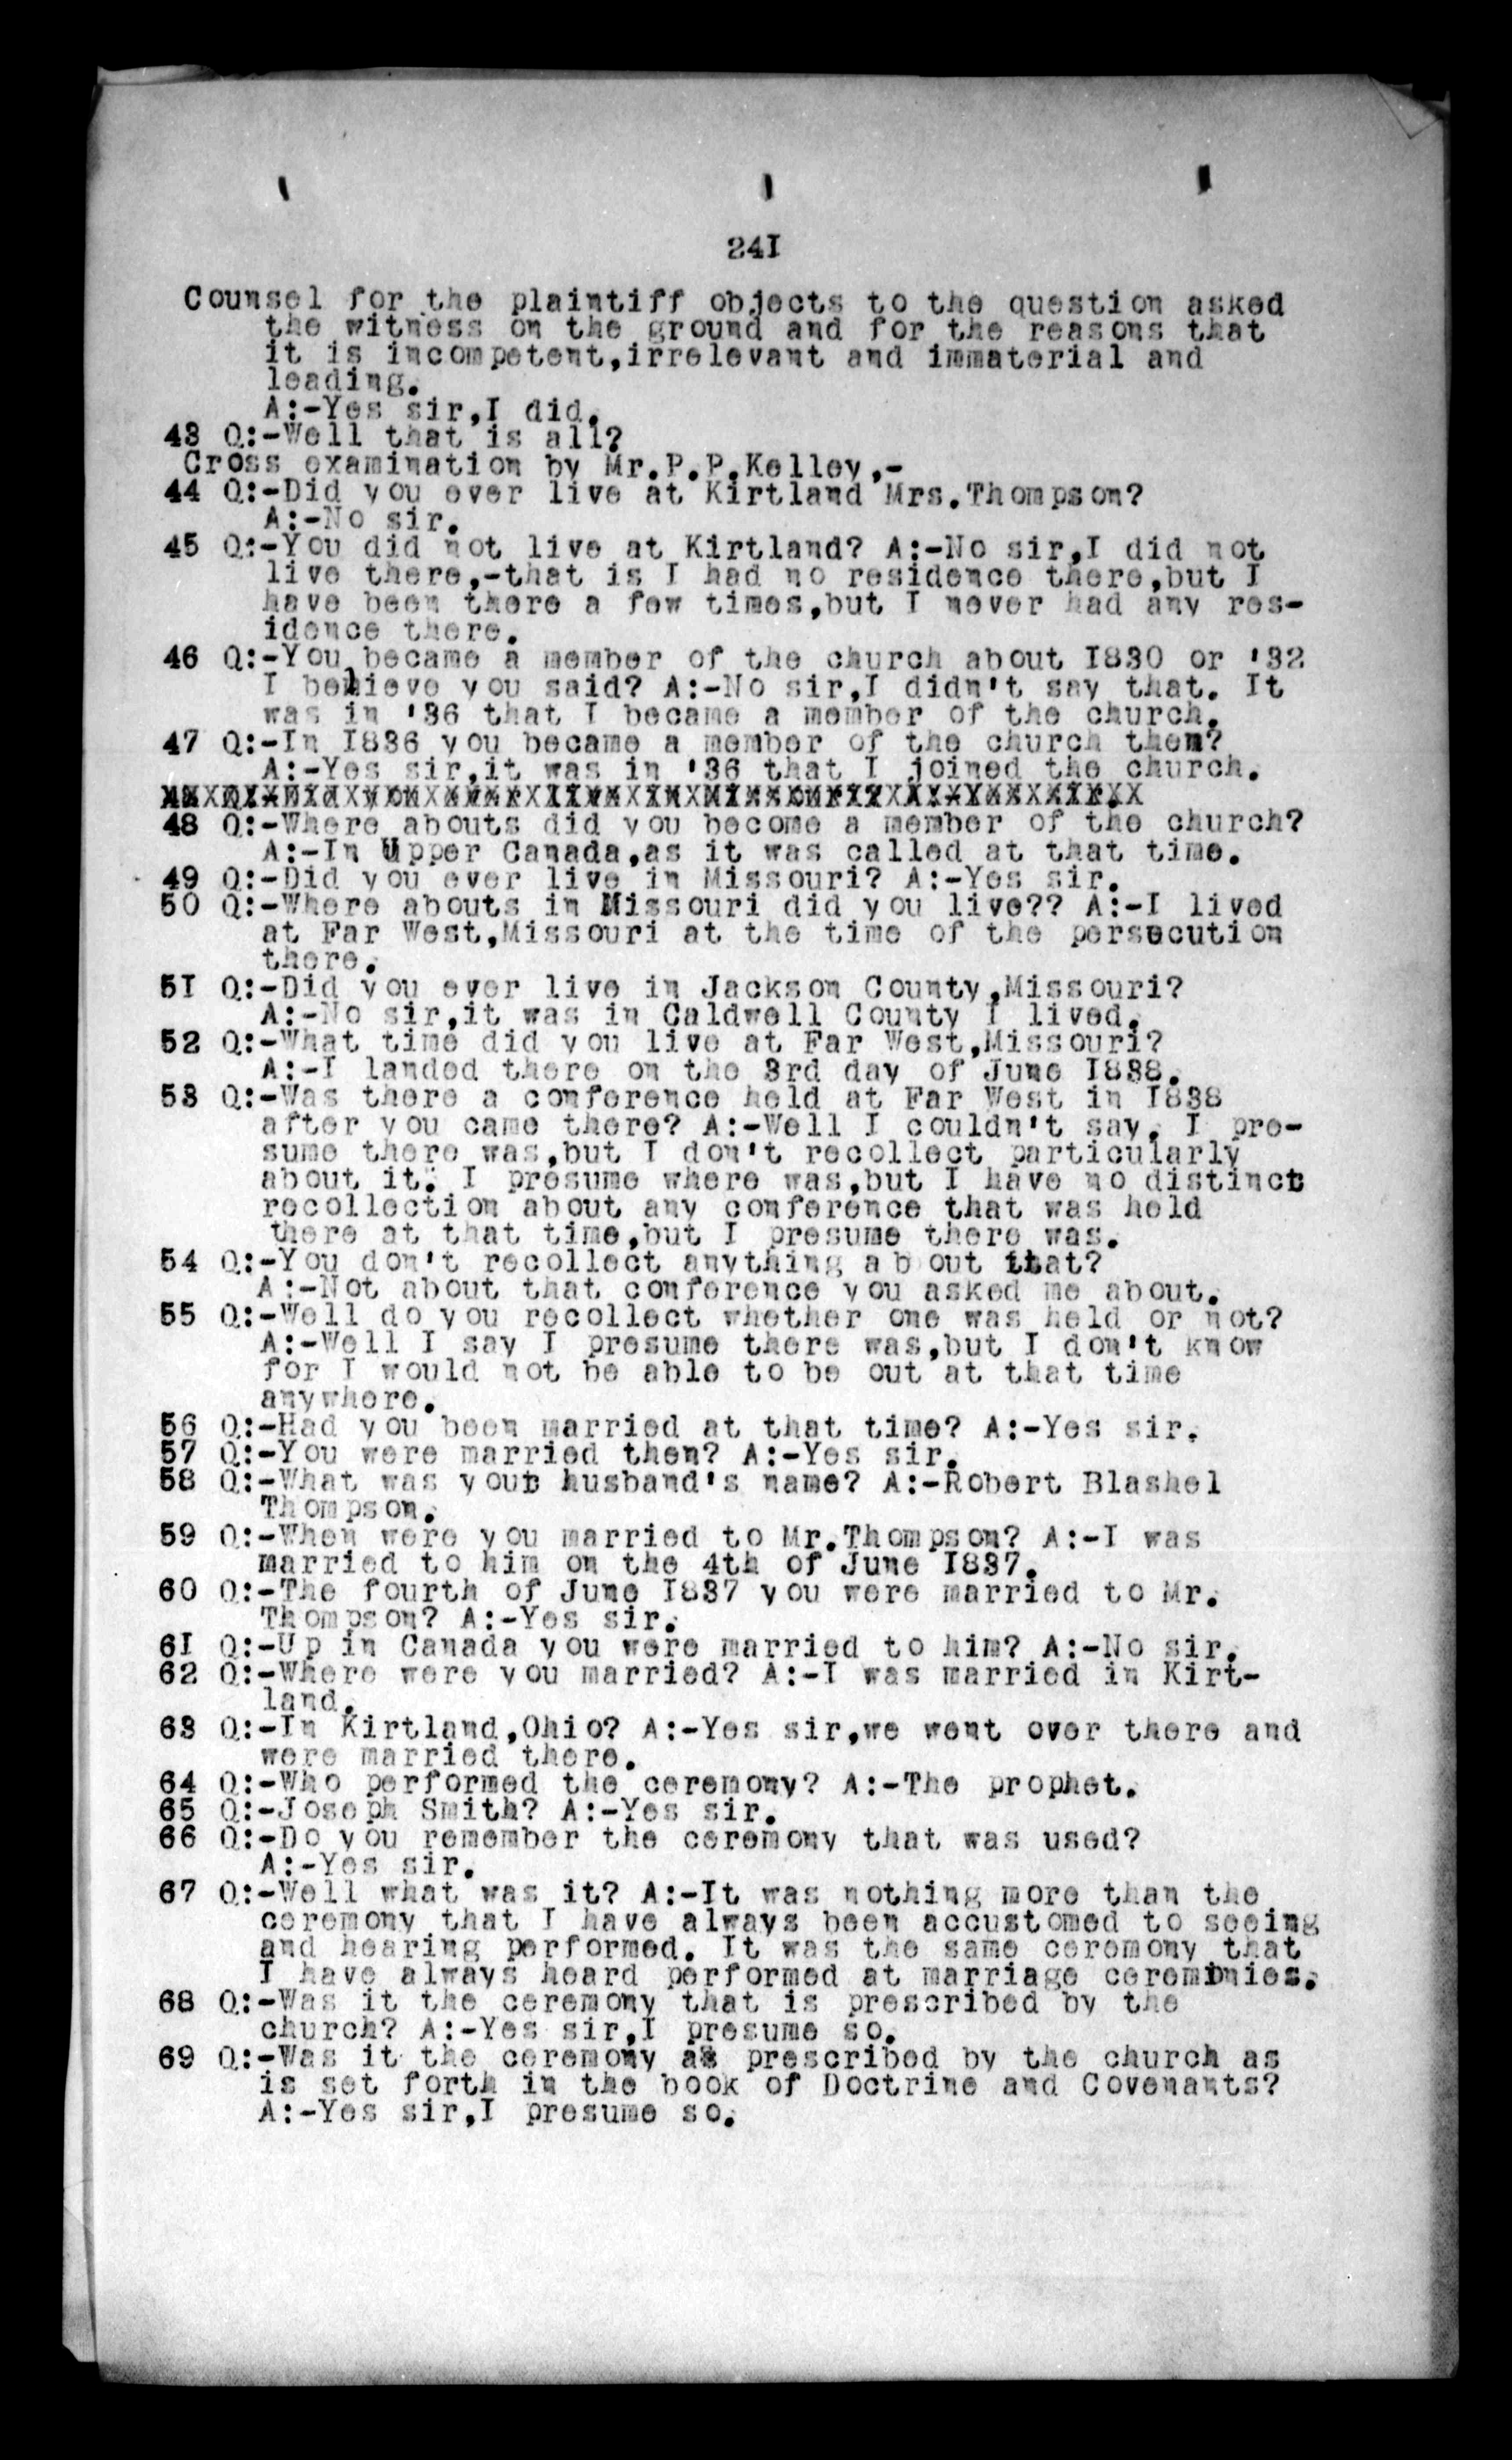 241
Counsel for the plaintiff objects to the question asked
the witness on the ground and for the reasons that
it is incompetent,irrelevant and immaterial and
leading.
A:-Yes sir,I did.
43 Q:-Well that is all?
Cross examination by Mr.P.P.Kelley,-
44 Q:-Did you ever live at Kirtland Mrs.Thompson?
A:-No sir.
45 Q:-You did not live at Kirtland? A:-No sir,I did not
live there,-that is I had no residence there,but I
have been there a few times,but I never had any res-
idence there.
46 Q:-You became a member of the church about I830 or '32
I believe you said? A:-No sir,I didn't say that. It
was in '36 that I became a member of the church.
47 Q:-In I836 you became a member of the church then?
A:-Yes sir,it was in '36 that I joined the church.
48 Q:-Where abouts did you become a member of the church?
A:-In Upper Canada,as it was called at that time.
49 Q:-Did you ever live in Missouri? A:-Yes sir.
50 Q:-Where abouts in Missouri did you live?? A:-I lived
at Far West,Missouri at the time of the persecution
there.
5I Q:-Did you ever live in Jackson County,Missouri?
A:-No sir,it was in Caldwell County I lived.
52 Q:-What time did you live at Far West,Missouri?
A:-I landed there on the 3rd day of June I838.
53 Q:-Was there a conference held at Far West in I838
after you came there? A:-Well I couldn't say. I pre-
sume there was,but I don't recollect particularly
about it. I presume where was,but I have no distinct
recollection about any conference that was held
there at that time,but I presume there was.
54 Q:-You don't recollect anything ab out that?
A:-Not about that conference you asked me about.
55 Q:-Well do you recollect whether one was held or not?
A:-Well I say I presume there was,but I don't know
for I would not be able to be out at that time
anywhere.
56 Q:-Had you been married at that time? A:-Yes sir.
57 Q:-You were married then? A:-Yes sir.
58 Q:-What was your husband's name? A:-Robert Blashel
Thompson.
59 Q:-When were you married to Mr.Thompson? A:-I was
married to him on the 4th of June I837.
60 Q:-The fourth of June I837 you were married to Mr.
Thompson? A:-Yes sir.
6I Q:-Up in Canada you were married to him? A:-No sir.
62 Q:-Where were you married? A:-I was married in Kirt-
land.
63 Q:-In Kirtland,Ohio? A:-Yes sir,we went over there and
were married there.
64 Q:-Who performed the ceremony? A:-The prophet.
65 Q:-Joseph Smith? A:-Yes sir.
66 Q:-Do you remember the ceremony that was used?
A:-Yes sir.
67 Q:-Well what was it? A:-It was nothing more than the
ceremony that I have always been accustomed to seeing
and hearing performed. It was the same ceremony that
I have always heard performed at marriage ceremonies.
68 Q:-Was it the ceremony that is prescribed by the
church? A:-Yes sir,I presume so.
69 Q:-Was it the ceremony as prescribed by the church as
is set forth in the book of Doctrine and Covenants?
A:-Yes sir,I presume so.